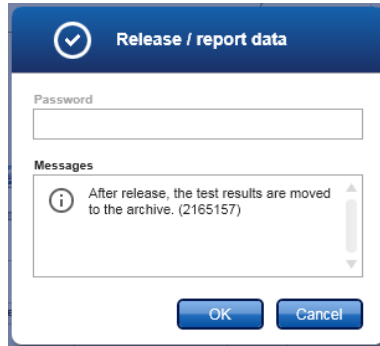 Release / report data
Password
Messages
After release, the test results are moved
to the archive. (2165157)
OK
Cancel